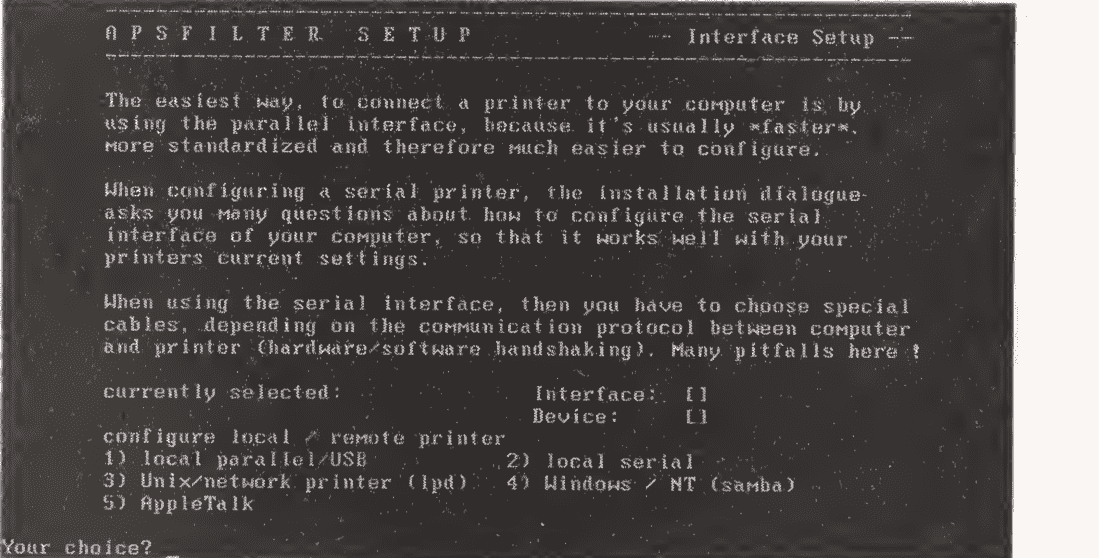 A P S F I L T E R   S E T U P                -- Interface Setup --
The easiest way, to connect a printer to your computer is by
using the parallel interface, because it's usually *faster*,
more standardized and therefore much easier to configure.
When configuring a serial printer, the installation dialogue
asks you many questions about how to configure the serial
interface of your computer, so that it works well with your
printers current settings.
When using the serial interface, then you have to choose special
cables, depending on the communication protocol between computer
and printer (hardware/software handshaking). Many pitfalls here !
currently selected:                Interface:  []
Device:     []
configure local / remote printer
1) local parallel/USB           2) local serial
3) Unix/network printer (lpd)   4) Windows / NT (samba)
5) AppleTalk
Your choice? _